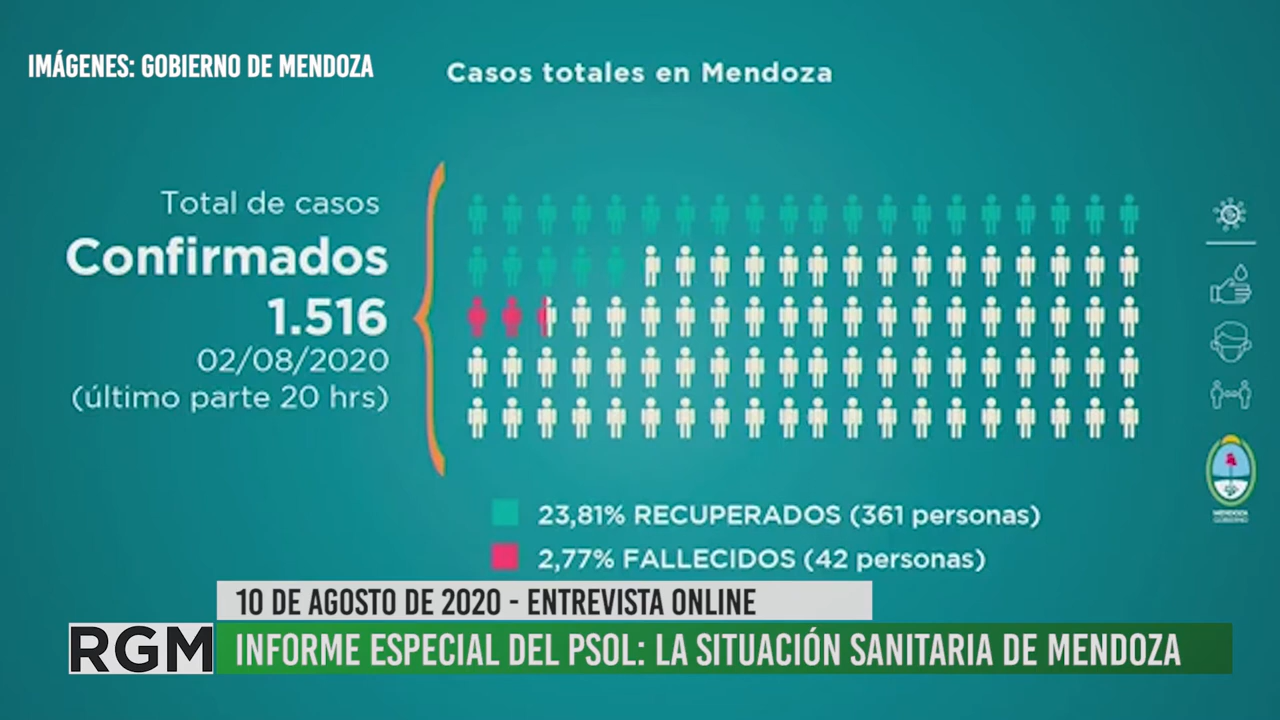 IMÁGENES: GOBIERNO DE MENDOZA
Casos totales en Mendoza
Total de casos
Confirmados
1.516
02/08/2020
(último parte 20 hrs)
23,81% RECUPERADOS (361 personas)
2,77% FALLECIDOS (42 personas)
MENDOZA
GOBIERNO
10 DE AGOSTO DE 2020 - ENTREVISTA ONLINE
RGM
INFORME ESPECIAL DEL PSOL: LA SITUACIÓN SANITARIA DE MENDOZA